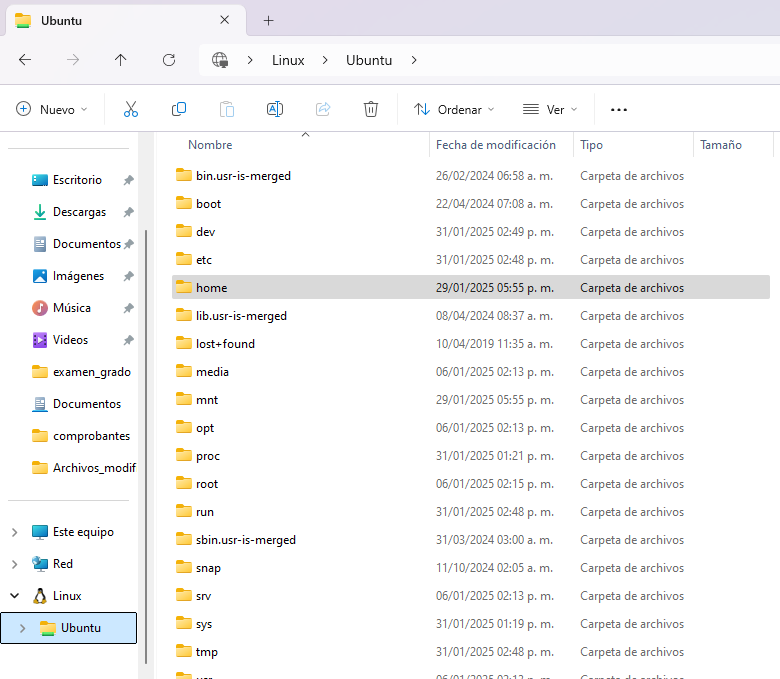 Ubuntu
Linux Ubuntu
Nuevo Ordenar Ver
Nombre Fecha de modificación Tipo Tamaño
Escritorio
Descargas
Documentos
Imágenes
Música
Videos
examen_grado
Documentos
comprobantes
Archivos_modif
Este equipo
Red
Linux
Ubuntu
bin.usr-is-merged 26/02/2024 06:58 a. m. Carpeta de archivos
boot 22/04/2024 07:08 a. m. Carpeta de archivos
dev 31/01/2025 02:49 p. m. Carpeta de archivos
etc 31/01/2025 02:48 p. m. Carpeta de archivos
home 29/01/2025 05:55 p. m. Carpeta de archivos
lib.usr-is-merged 08/04/2024 08:37 a. m. Carpeta de archivos
lost+found 10/04/2019 11:35 a. m. Carpeta de archivos
media 06/01/2025 02:13 p. m. Carpeta de archivos
mnt 29/01/2025 05:55 p. m. Carpeta de archivos
opt 06/01/2025 02:13 p. m. Carpeta de archivos
proc 31/01/2025 01:21 p. m. Carpeta de archivos
root 06/01/2025 02:15 p. m. Carpeta de archivos
run 31/01/2025 02:48 p. m. Carpeta de archivos
sbin.usr-is-merged 31/03/2024 03:00 a. m. Carpeta de archivos
snap 11/10/2024 02:05 a. m. Carpeta de archivos
srv 06/01/2025 02:13 p. m. Carpeta de archivos
sys 31/01/2025 01:19 p. m. Carpeta de archivos
tmp 31/01/2025 02:48 p. m. Carpeta de archivos